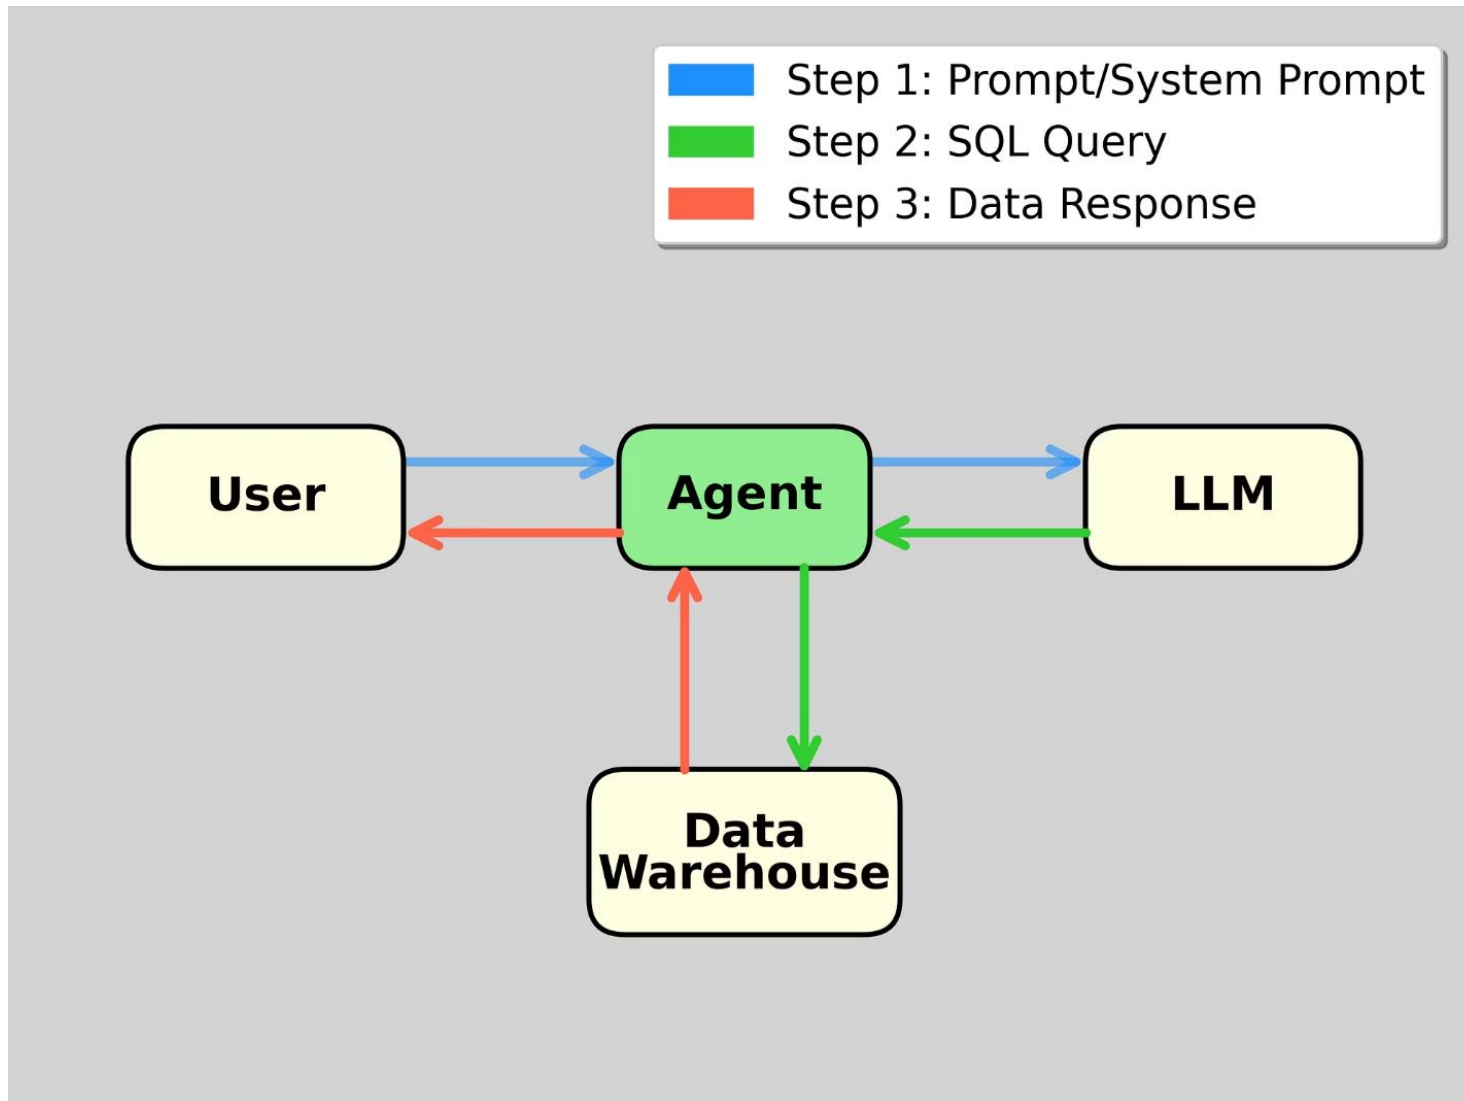 Step 1: Prompt/System Prompt
Step 2: SQL Query
Step 3: Data Response
User
Agent
LLM
Data
Warehouse